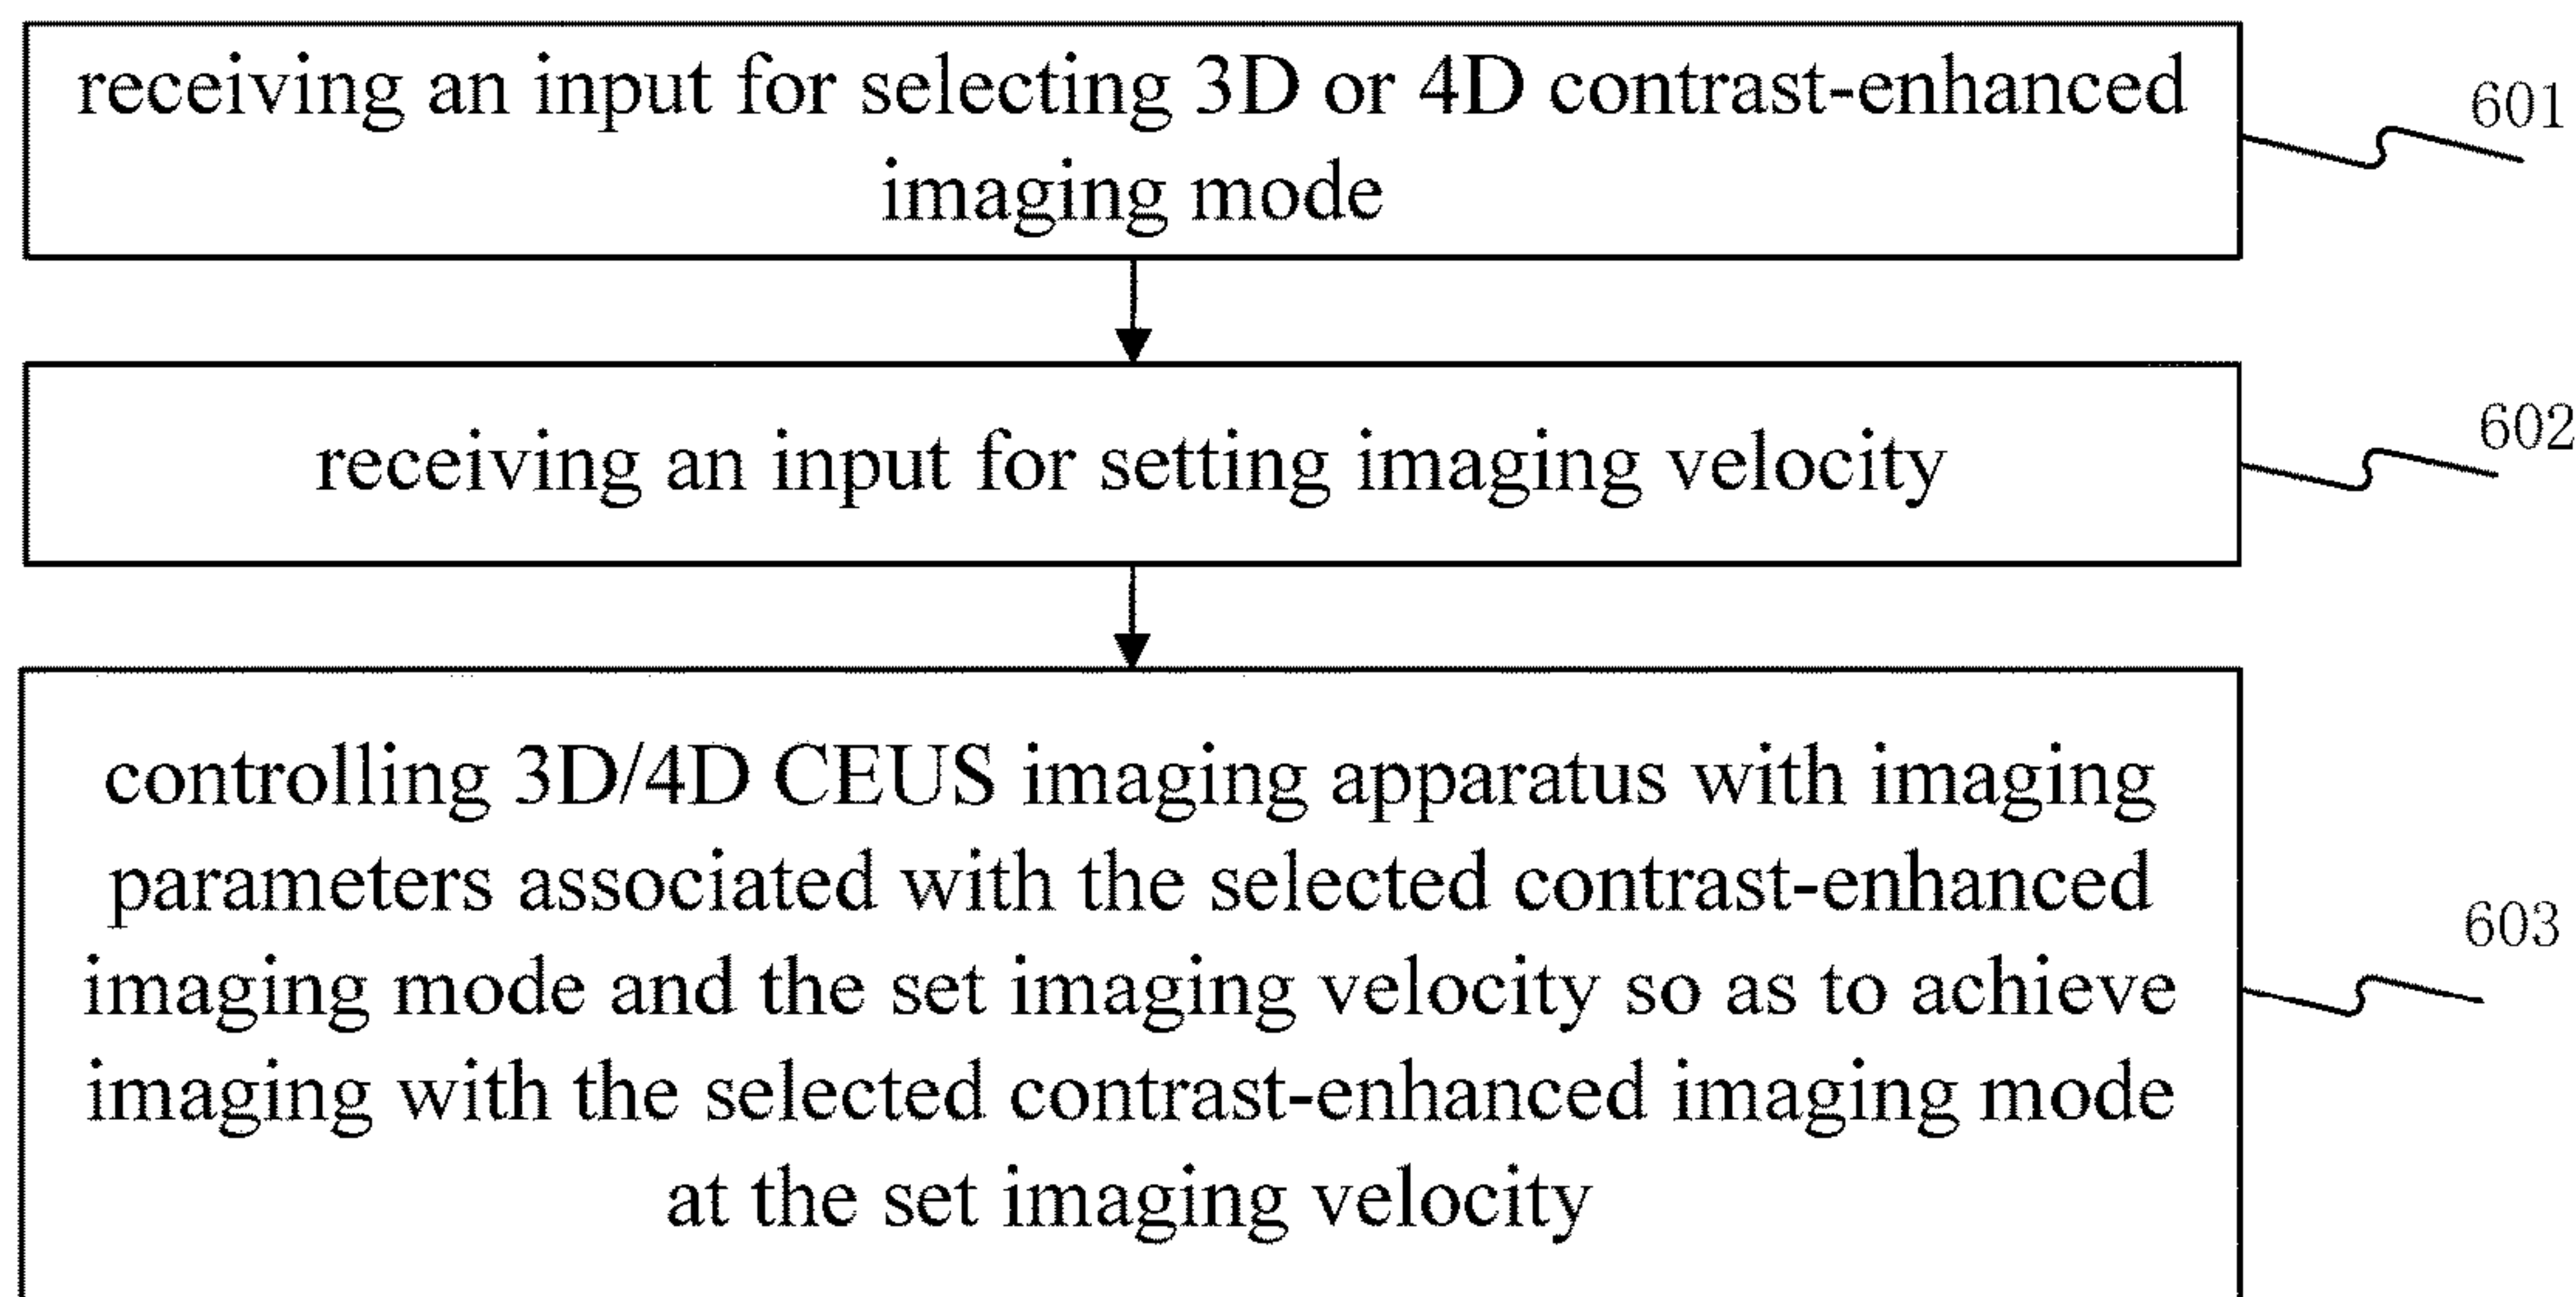 receiving an input for selecting 3D or 4D contrast-enhanced
imaging mode
601
receiving an input for setting imaging velocity
602
controlling 3D/4D CEUS imaging apparatus with imaging
parameters associated with the selected contrast-enhanced
imaging mode and the set imaging velocity so as to achieve
imaging with the selected contrast-enhanced imaging mode
at the set imaging velocity
603